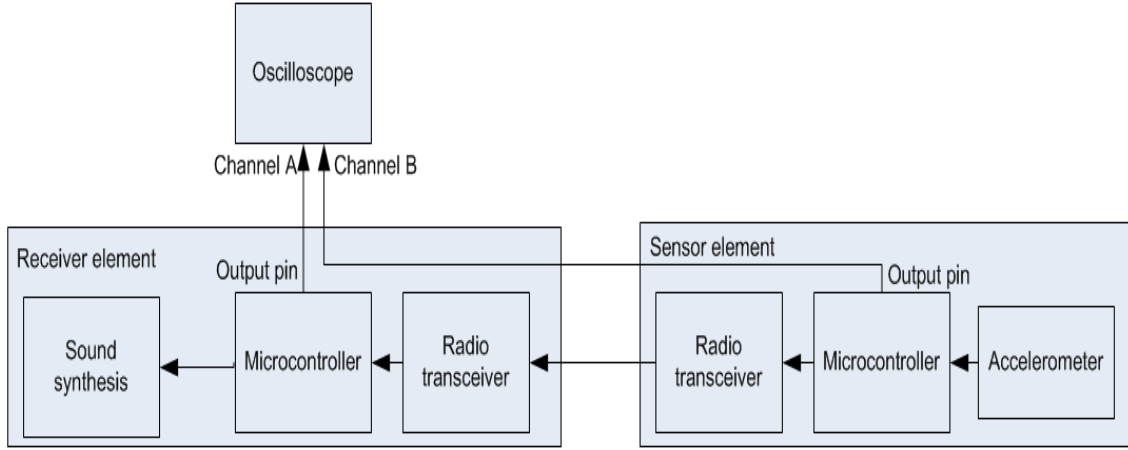 Oscilloscope
Channel A
Channel B
Receiver element
Output pin
Sound
synthesis
Microcontroller
Radio
transceiver
Sensor element
Output pin
Radio
transceiver
Microcontroller
Accelerometer